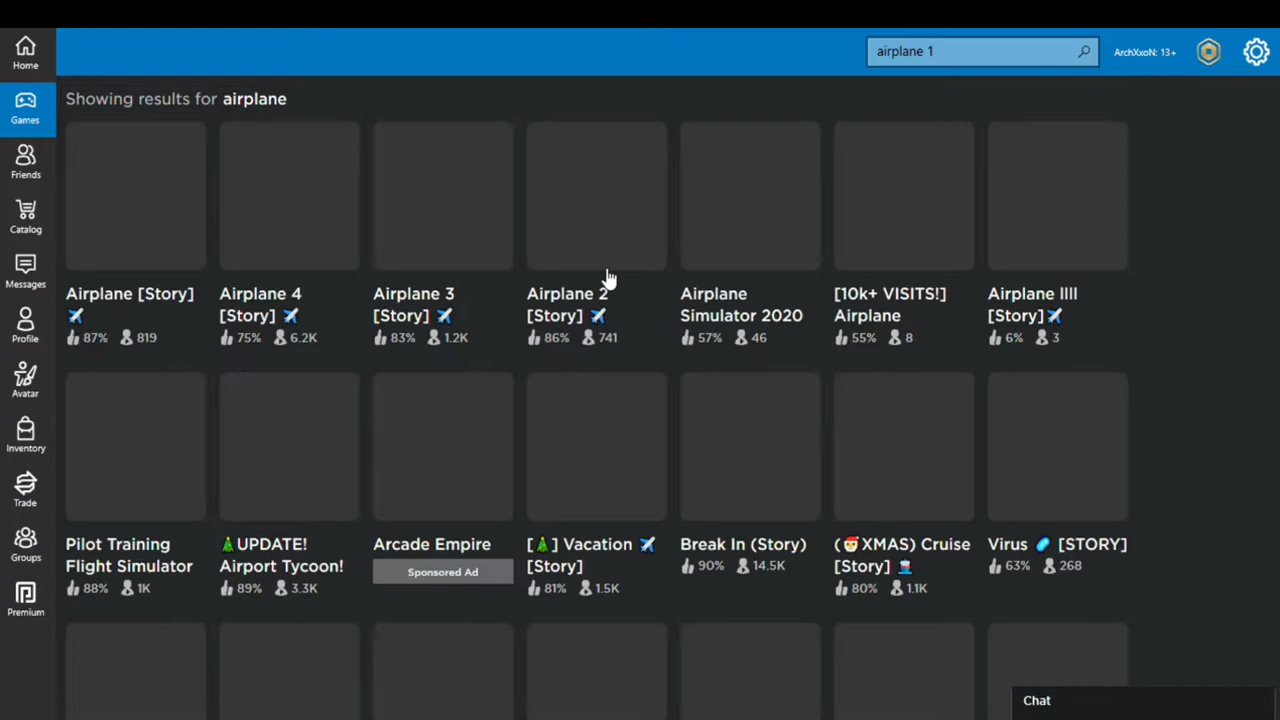 airplane 1
ArchXxoN: 13+
Home
Games
Friends
Catalog
Messages
Profile
Avatar
Inventory
Trade
Groups
Premium
Showing results for airplane
Airplane [Story]
✈️
87% 819
Airplane 4
[Story] ✈️
75% 6.2K
Airplane 3
[Story] ✈️
83% 1.2K
Airplane 2
[Story] ✈️
86% 741
Airplane
Simulator 2020
57% 46
[10k+ VISITS!]
Airplane
55% 8
Airplane llll
[Story]✈️
6% 3
Pilot Training
Flight Simulator
88% 1K
🎄UPDATE!
Airport Tycoon!
89% 3.3K
Arcade Empire
Sponsored Ad
[🎄] Vacation ✈️
[Story]
81% 1.5K
Break In (Story)
90% 14.5K
(🎅XMAS) Cruise
[Story] 🚢
80% 1.1K
Virus 🦠 [STORY]
63% 268
Chat